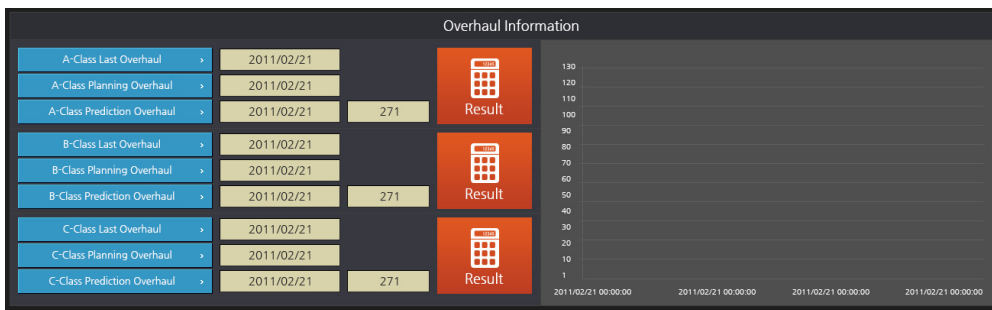 Overhaul Information
A-Class Last Overhaul › 2011/02/21
A-Class Planning Overhaul › 2011/02/21
A-Class Prediction Overhaul › 2011/02/21 271
Result
B-Class Last Overhaul › 2011/02/21
B-Class Planning Overhaul › 2011/02/21
B-Class Prediction Overhaul › 2011/02/21 271
Result
C-Class Last Overhaul › 2011/02/21
C-Class Planning Overhaul › 2011/02/21
C-Class Prediction Overhaul › 2011/02/21 271
Result
130
120
110
100
90
80
70
60
50
40
30
20
10
1
2011/02/21 00:00:00 2011/02/21 00:00:00 2011/02/21 00:00:00 2011/02/21 00:00:00